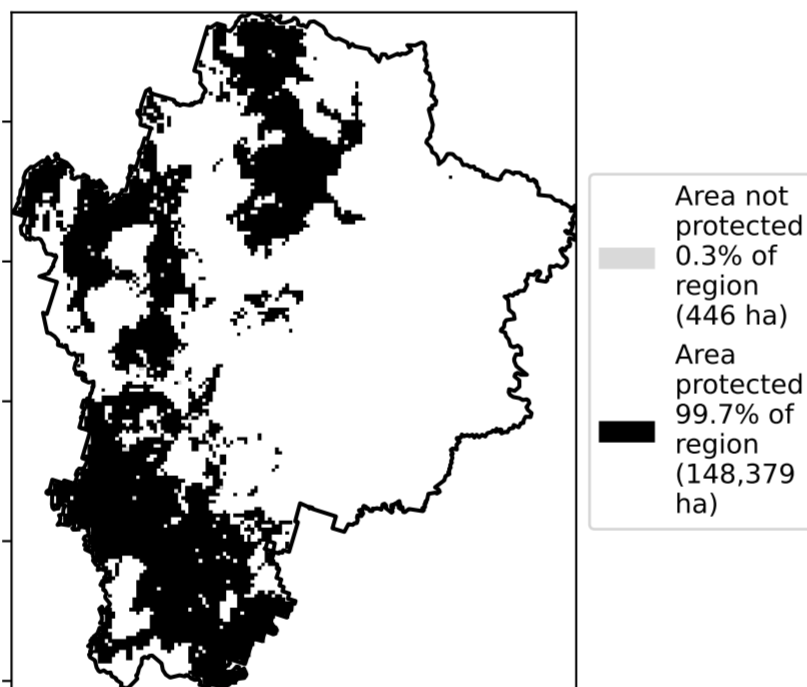 Area not
protected
0.3% of
region
(446 ha)
Area
protected
99.7% of
region
(148,379
ha)